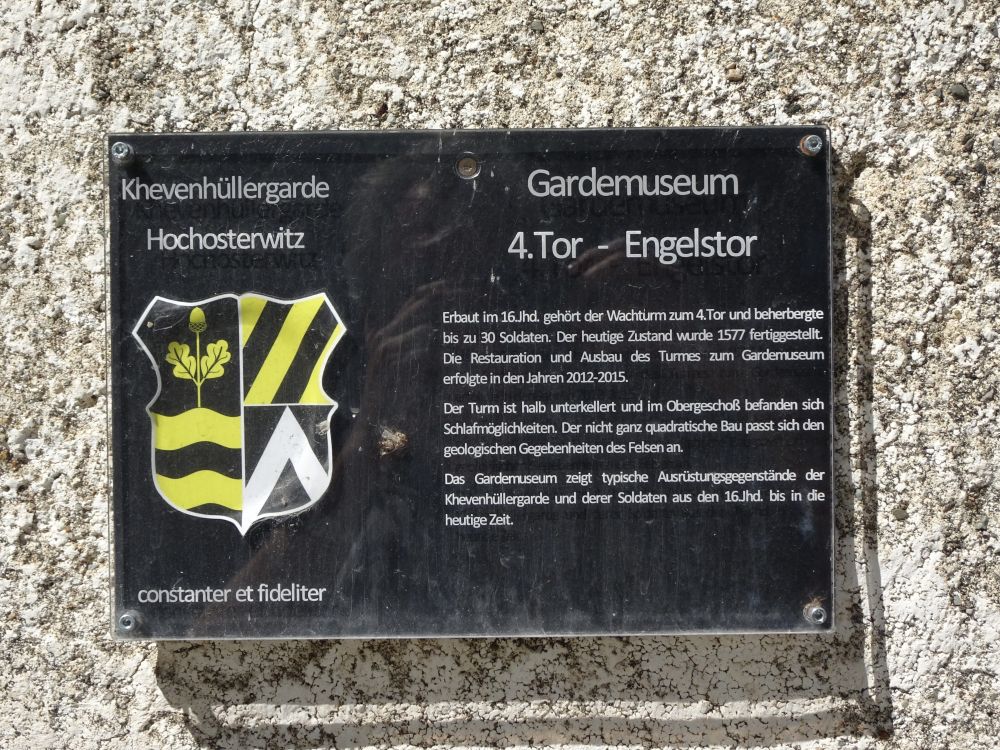 Khevenhüllergarde
Hochosterwitz
constanter et fideliter
Gardemuseum
4.Tor - Engelstor
Erbaut im 16.Jhd. gehört der Wachturm zum 4.Tor und beherbergte
bis zu 30 Soldaten. Der heutige Zustand wurde 1577 fertiggestellt.
Die Restauration und Ausbau des Turmes zum Gardemuseum
erfolgte in den Jahren 2012-2015.
Der Turm ist halb unterkellert und im Obergeschoß befanden sich
Schlafmöglichkeiten. Der nicht ganz quadratische Bau passt sich den
geologischen Gegebenheiten des Felsen an.
Das Gardemuseum zeigt typische Ausrüstungsgegenstände der
Khevenhüllergarde und derer Soldaten aus den 16.Jhd. bis in die
heutige Zeit.